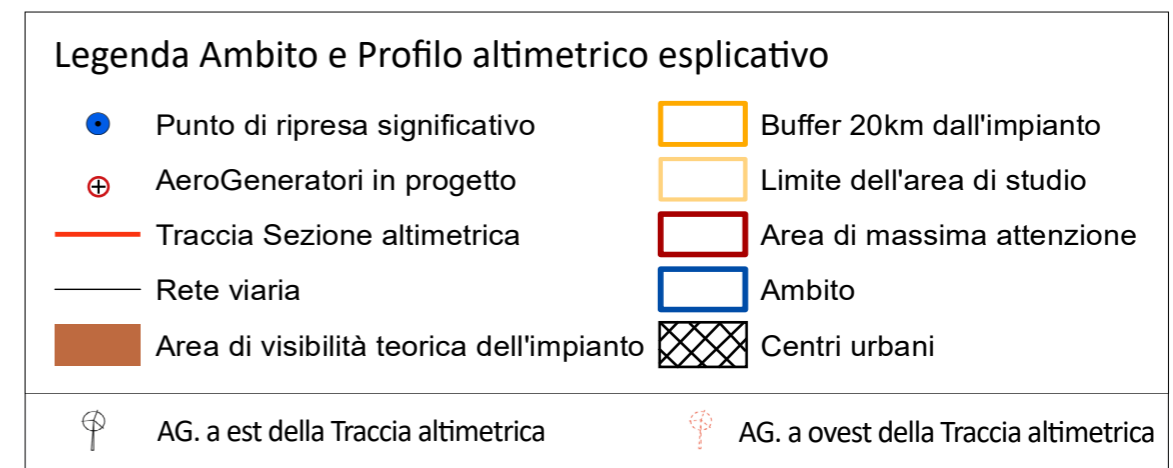 Legenda Ambito e Profilo altimetrico esplicativo
Punto di ripresa significativo
AeroGeneratori in progetto
Traccia Sezione altimetrica
Rete viaria
Area di visibilità teorica dell'impianto
Buffer 20km dall'impianto
Limite dell'area di studio
Area di massima attenzione
Ambito
Centri urbani
AG. a est della Traccia altimetrica
AG. a ovest della Traccia altimetrica